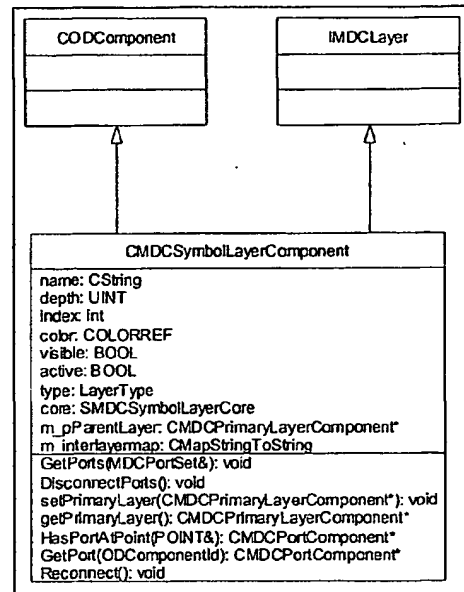 CODComponent
IMDCLayer
CMDCSymbolLayerComponent
name: CString
depth: UINT
index: int
color: COLORREF
visible: BOOL
active: BOOL
type: LayerType
core: SMDCSymbolLayerCore
m_pParentLayer: CMDCPrimaryLayerComponent*
m_interlayermap: CMapStringToString
GetPorts(MDCPortSet&): void
DisconnectPorts(): void
setPrimaryLayer(CMDCPrimaryLayerComponent*): void
getPrimaryLayer(): CMDCPrimaryLayerComponent*
HasPortAtPoint(POINT&): CMDCPortComponent*
GetPort(ODComponentId): CMDCPortComponent*
Reconnect(): void